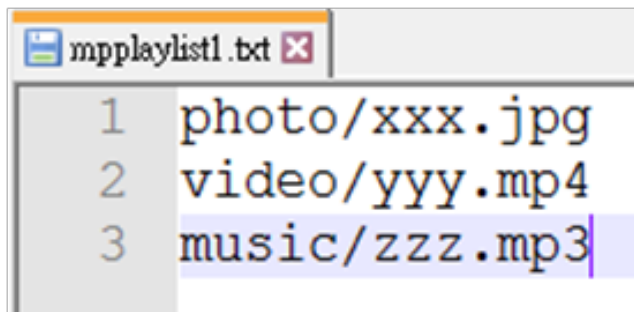 mpplaylist1.txt
1 photo/xxx.jpg
2 video/yyy.mp4
3 music/zzz.mp3